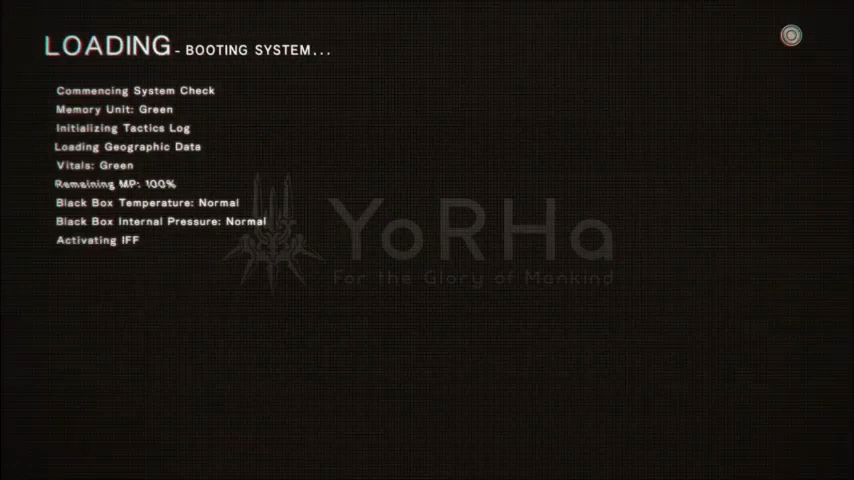 LOADING - BOOTING SYSTEM...
Commencing System Check
Memory Unit: Green
Initializing Tactics Log
Loading Geographic Data
Vitals: Green
Remaining MP: 100%
Black Box Temperature: Normal
Black Box Internal Pressure: Normal
Activating IFF
YoRHa
For the Glory of Mankind